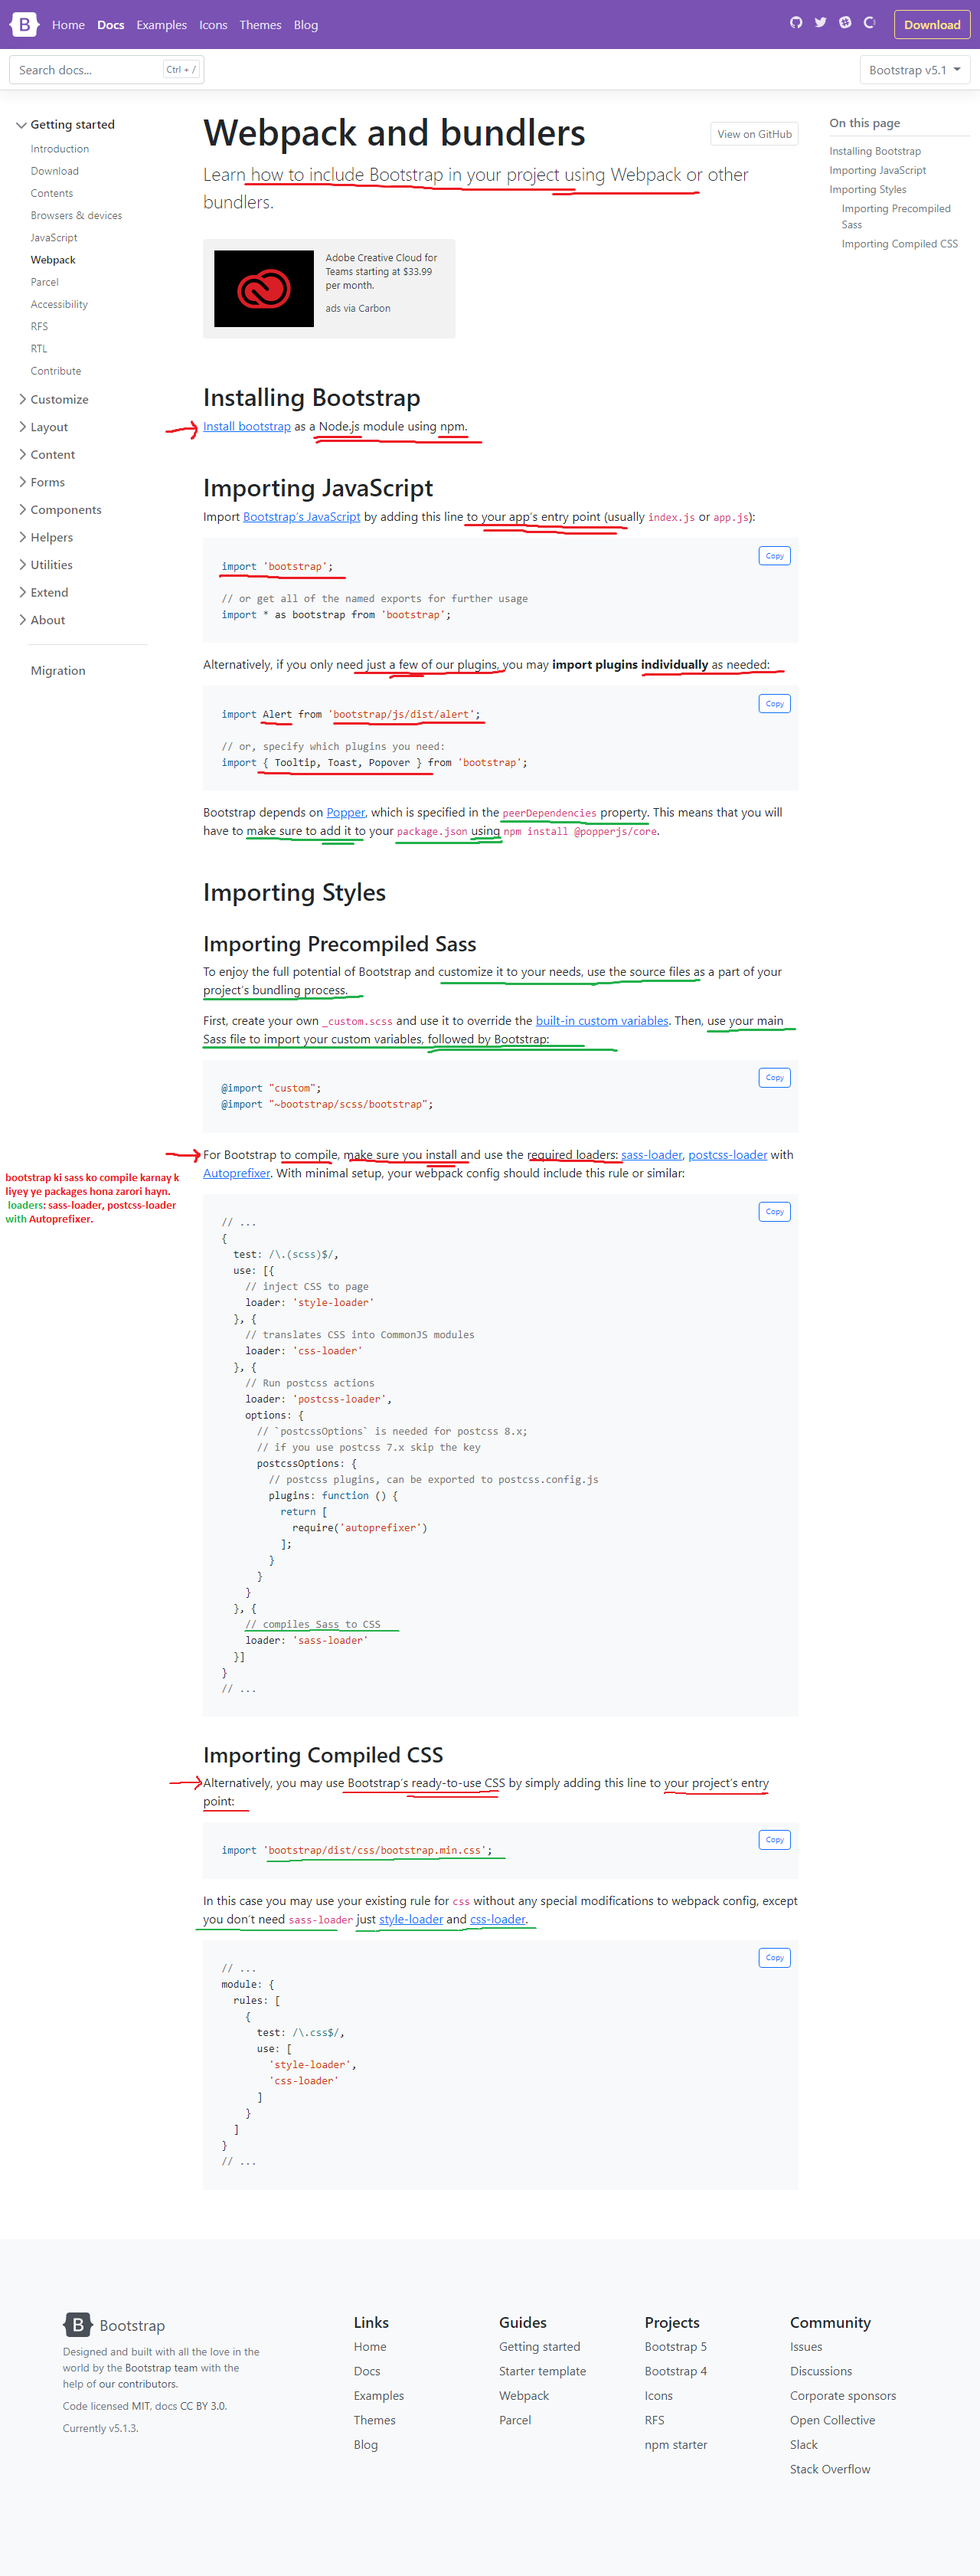 B Home Docs Examples Icons Themes Blog Download
Search docs... Ctrl + / Bootstrap v5.1
Getting started
Introduction
Download
Contents
Browsers & devices
JavaScript
Webpack
Parcel
Accessibility
RFS
RTL
Contribute
Customize
Layout
Content
Forms
Components
Helpers
Utilities
Extend
About
Migration
Webpack and bundlers
View on GitHub
Learn how to include Bootstrap in your project using Webpack or other
bundlers.
On this page
Installing Bootstrap
Importing JavaScript
Importing Styles
Importing Precompiled
Sass
Importing Compiled CSS
Adobe Creative Cloud for
Teams starting at $33.99
per month.
ads via Carbon
Installing Bootstrap
Install bootstrap as a Node.js module using npm.
Importing JavaScript
Import Bootstrap's JavaScript by adding this line to your app's entry point (usually index.js or app.js):
Copy
import 'bootstrap';
// or get all of the named exports for further usage
import * as bootstrap from 'bootstrap';
Alternatively, if you only need just a few of our plugins, you may import plugins individually as needed:
Copy
import Alert from 'bootstrap/js/dist/alert';
// or, specify which plugins you need:
import { Tooltip, Toast, Popover } from 'bootstrap';
Bootstrap depends on Popper, which is specified in the peerDependencies property. This means that you will
have to make sure to add it to your package.json using npm install @popperjs/core.
Importing Styles
Importing Precompiled Sass
To enjoy the full potential of Bootstrap and customize it to your needs, use the source files as a part of your
project's bundling process.
First, create your own _custom.scss and use it to override the built-in custom variables. Then, use your main
Sass file to import your custom variables, followed by Bootstrap:
Copy
@import "custom";
@import "~bootstrap/scss/bootstrap";
For Bootstrap to compile, make sure you install and use the required loaders: sass-loader, postcss-loader with
Autoprefixer. With minimal setup, your webpack config should include this rule or similar:
bootstrap ki sass ko compile karnay k
liyey ye packages hona zarori hayn.
loaders: sass-loader, postcss-loader
with Autoprefixer.
Copy
// ...
{
test: /\.(scss)$/,
use: [{
// inject CSS to page
loader: 'style-loader'
}, {
// translates CSS into CommonJS modules
loader: 'css-loader'
}, {
// Run postcss actions
loader: 'postcss-loader',
options: {
// `postcssOptions` is needed for postcss 8.x;
// if you use postcss 7.x skip the key
postcssOptions: {
// postcss plugins, can be exported to postcss.config.js
plugins: function () {
return [
require('autoprefixer')
];
}
}
}
}, {
// compiles Sass to CSS
loader: 'sass-loader'
}]
}
// ...
Importing Compiled CSS
Alternatively, you may use Bootstrap's ready-to-use CSS by simply adding this line to your project's entry
point:
Copy
import 'bootstrap/dist/css/bootstrap.min.css';
In this case you may use your existing rule for css without any special modifications to webpack config, except
you don't need sass-loader just style-loader and css-loader.
Copy
// ...
module: {
rules: [
{
test: /\.css$/,
use: [
'style-loader',
'css-loader'
]
}
]
}
// ...
B Bootstrap
Designed and built with all the love in the
world by the Bootstrap team with the
help of our contributors.
Code licensed MIT, docs CC BY 3.0.
Currently v5.1.3.
Links
Home
Docs
Examples
Themes
Blog
Guides
Getting started
Starter template
Webpack
Parcel
Projects
Bootstrap 5
Bootstrap 4
Icons
RFS
npm starter
Community
Issues
Discussions
Corporate sponsors
Open Collective
Slack
Stack Overflow